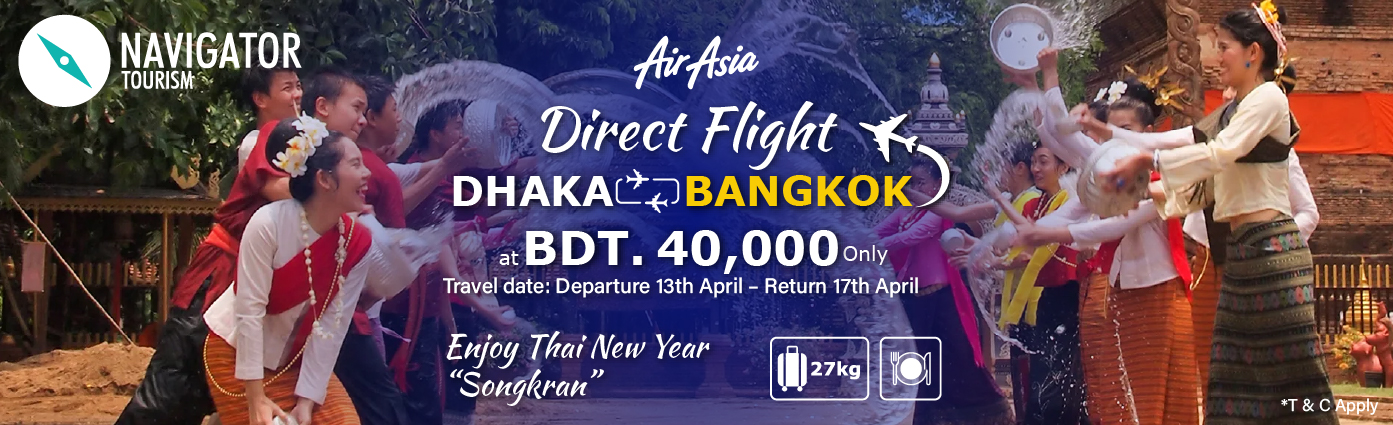 NAVIGATOR
TOURISM
AirAsia
Direct Flight
DHAKA BANGKOK
at BDT. 40,000 Only
Travel date: Departure 13th April – Return 17th April
Enjoy Thai New Year
“Songkran”
27kg
*T & C Apply